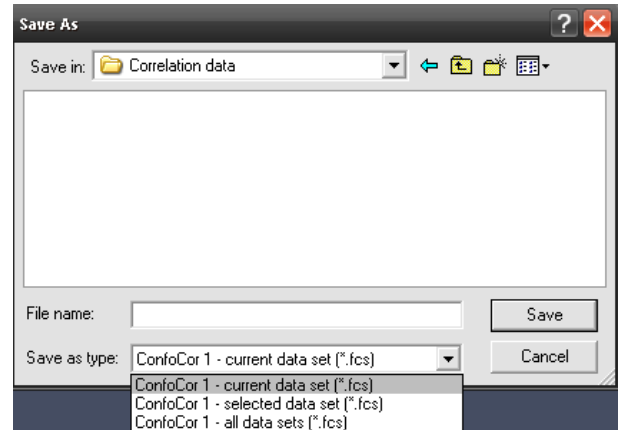 Save As
Save in: Correlation data
File name:
Save
Save as type: ConfoCor 1 - current data set (*.fcs)
Cancel
ConfoCor 1 - current data set (*.fcs)
ConfoCor 1 - selected data set (*.fcs)
ConfoCor 1 - all data sets (*.fcs)